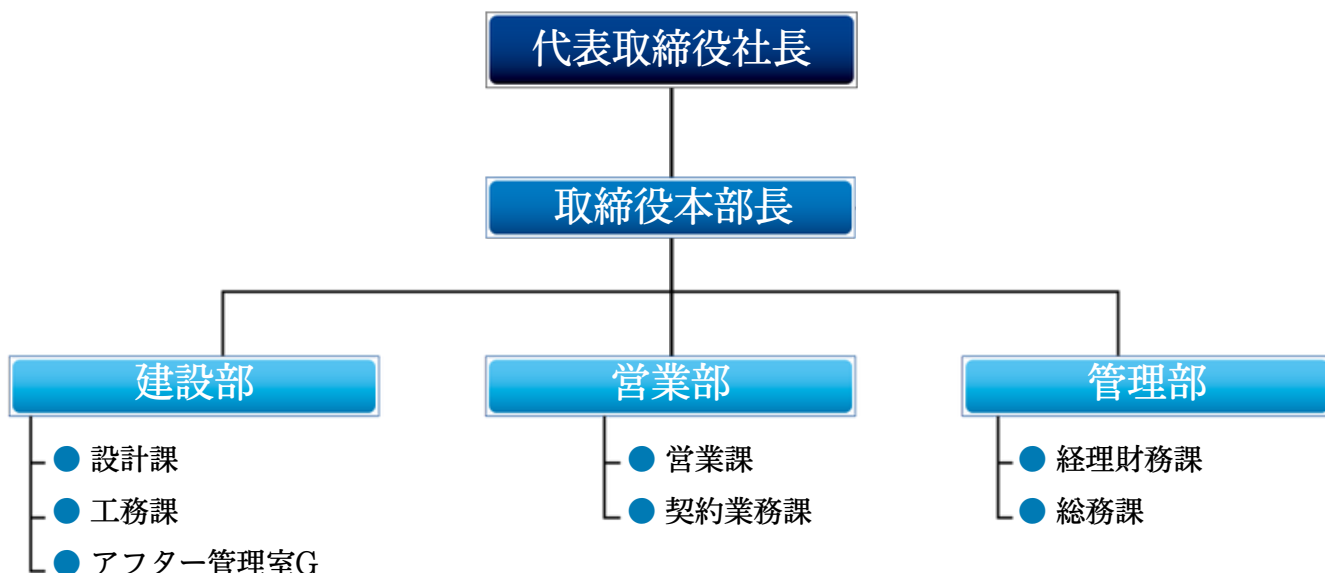 代表取締役社長
取締役本部長
建設部
営業部
管理部
設計課
工務課
アフター管理室G
営業課
契約業務課
経理財務課
総務課